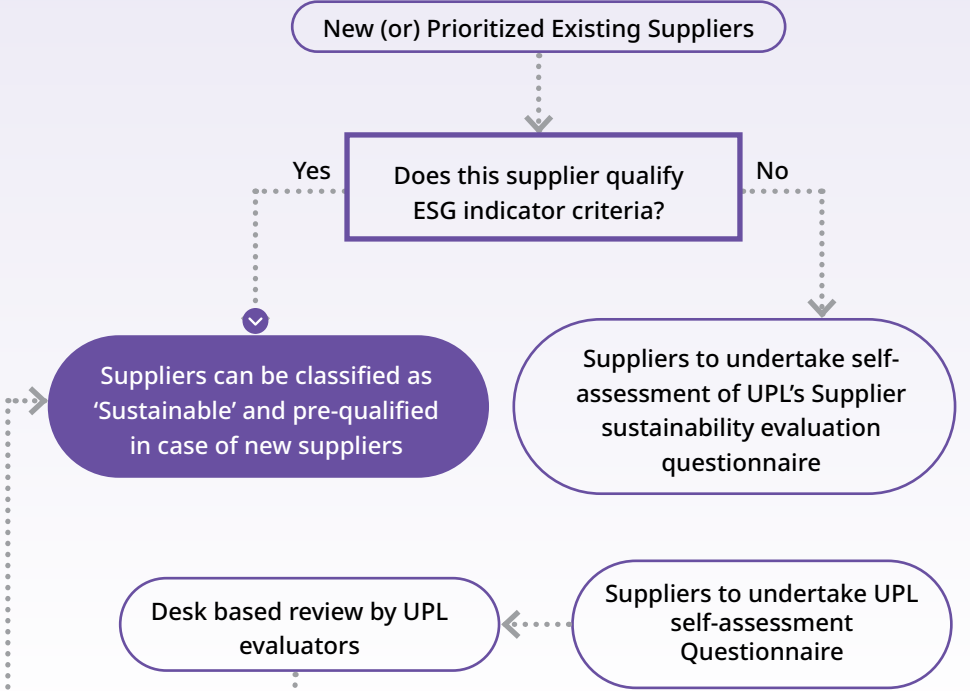 New (or) Prioritized Existing Suppliers
Yes
Does this supplier qualify
ESG indicator criteria?
No
Suppliers can be classified as
‘Sustainable’ and pre-qualified
in case of new suppliers
Suppliers to undertake self-
assessment of UPL’s Supplier
sustainability evaluation
questionnaire
Desk based review by UPL
evaluators
Suppliers to undertake UPL
self-assessment
Questionnaire